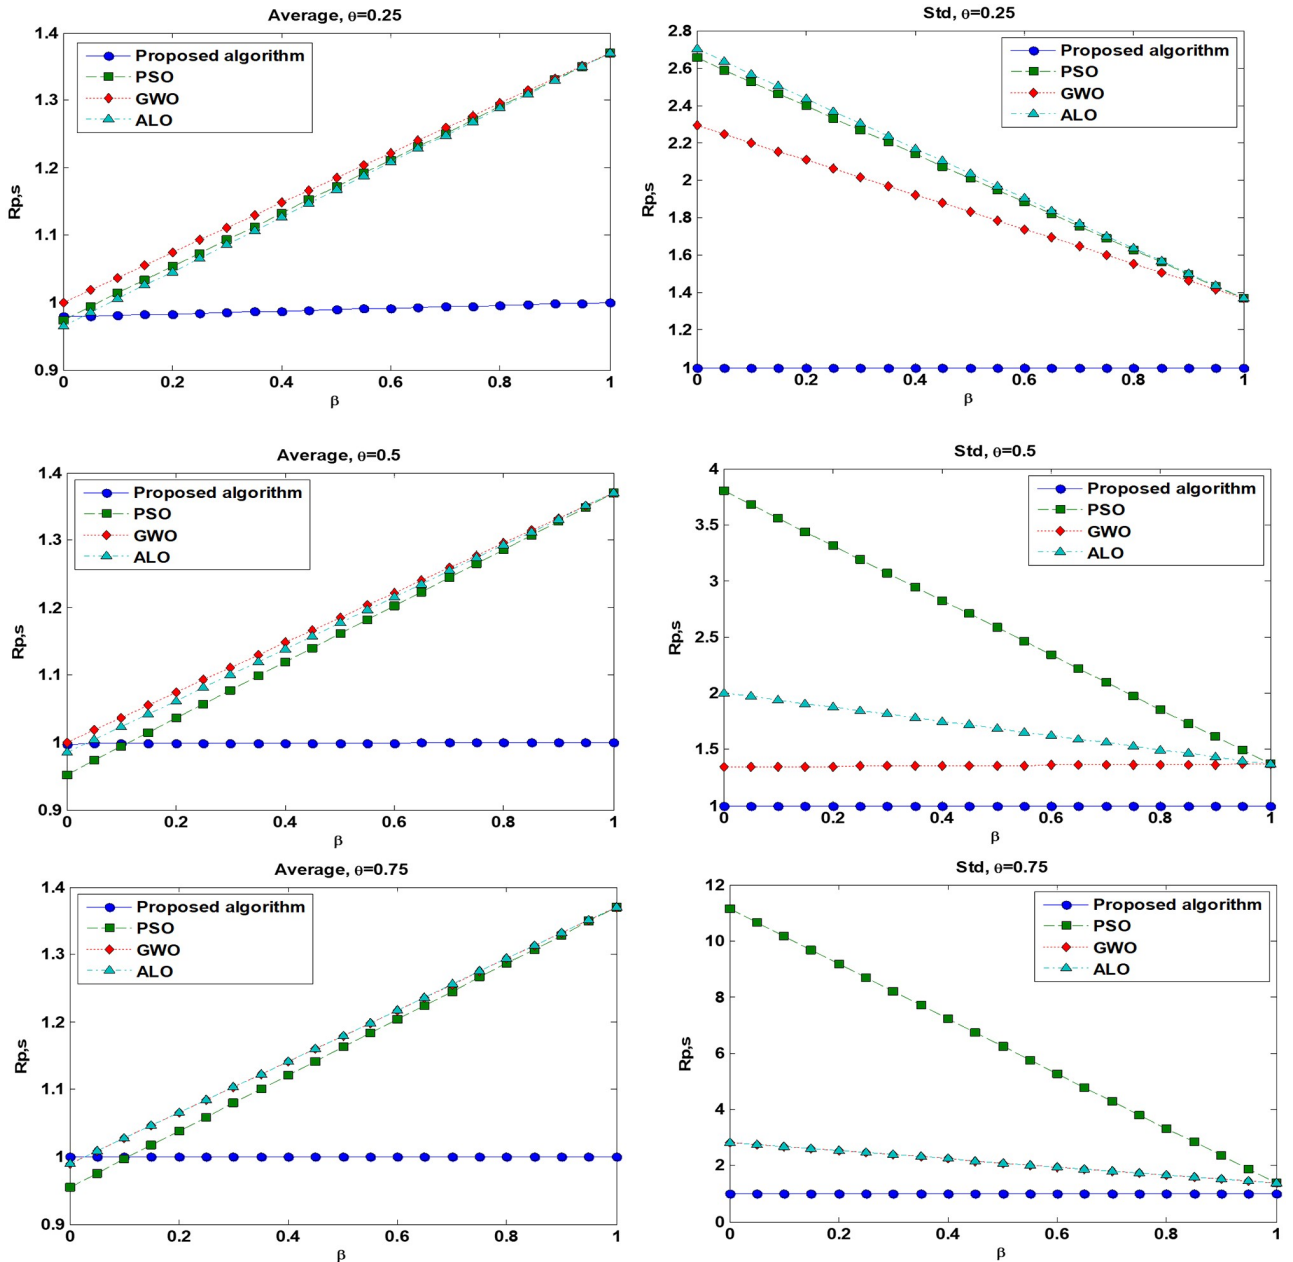 Average, θ=0.25
1.4
1.3
1.2
1.1
1
0.9
Rp,s
Proposed algorithm
PSO
GWO
ALO
0 0.2 0.4 0.6 0.8 1
β
Std, θ=0.25
2.8
2.6
2.4
2.2
2
1.8
1.6
1.4
1.2
1
Rp,s
Proposed algorithm
PSO
GWO
ALO
0 0.2 0.4 0.6 0.8 1
β
Average, θ=0.5
1.4
1.3
1.2
1.1
1
0.9
Rp,s
Proposed algorithm
PSO
GWO
ALO
0 0.2 0.4 0.6 0.8 1
β
Std, θ=0.5
4
3.5
3
2.5
2
1.5
1
Rp,s
Proposed algorithm
PSO
GWO
ALO
0 0.2 0.4 0.6 0.8 1
β
Average, θ=0.75
1.4
1.3
1.2
1.1
1
0.9
Rp,s
Proposed algorithm
PSO
GWO
ALO
0 0.2 0.4 0.6 0.8 1
β
Std, θ=0.75
12
10
8
6
4
2
0
Rp,s
Proposed algorithm
PSO
GWO
ALO
0 0.2 0.4 0.6 0.8 1
β